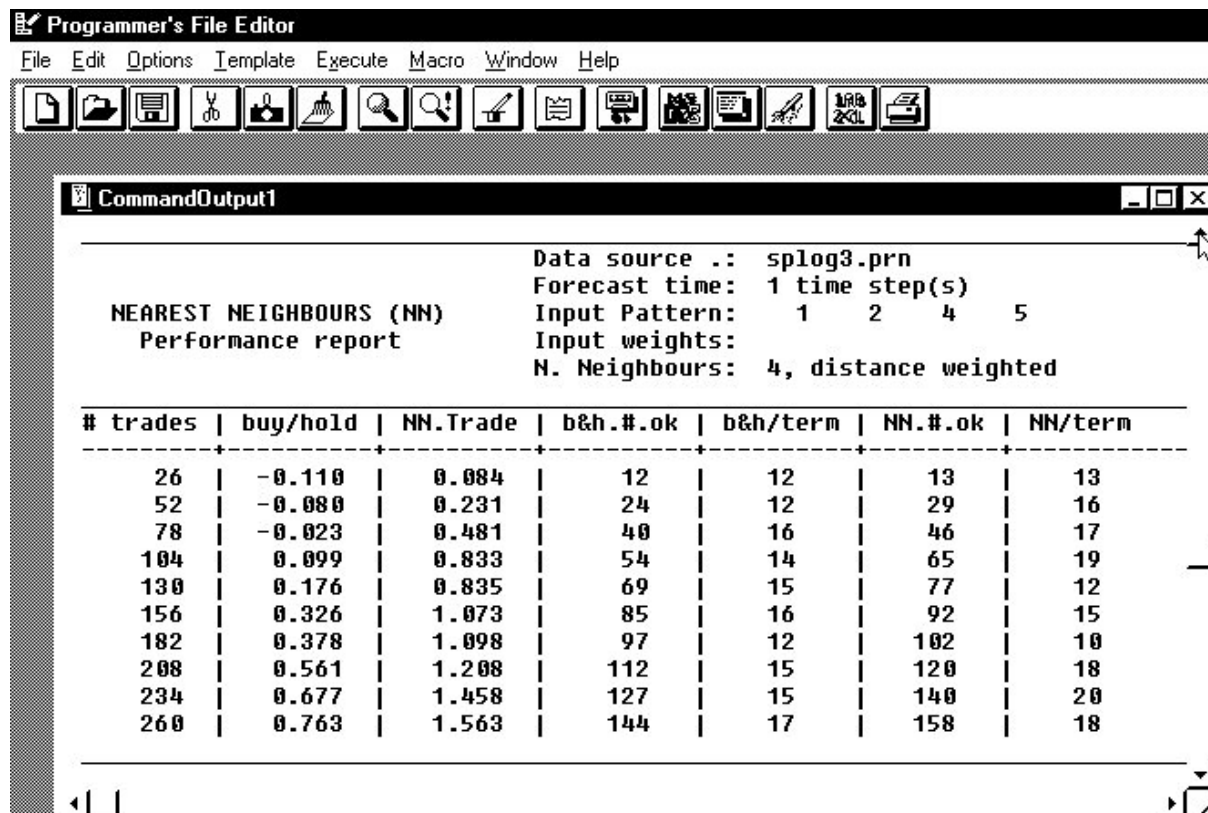 Programmer's File Editor
File Edit Options Template Execute Macro Window Help
CommandOutput1
Data source .: splog3.prn
Forecast time: 1 time step(s)
NEAREST NEIGHBOURS (NN) Input Pattern: 1 2 4 5
Performance report Input weights:
N. Neighbours: 4, distance weighted
# trades | buy/hold | NN.Trade | b&h.#.ok | b&h/term | NN.#.ok | NN/term
26 | -0.110 | 0.084 | 12 | 12 | 13 | 13
52 | -0.080 | 0.231 | 24 | 12 | 29 | 16
78 | -0.023 | 0.481 | 40 | 16 | 46 | 17
104 | 0.099 | 0.833 | 54 | 14 | 65 | 19
130 | 0.176 | 0.835 | 69 | 15 | 77 | 12
156 | 0.326 | 1.073 | 85 | 16 | 92 | 15
182 | 0.378 | 1.098 | 97 | 12 | 102 | 10
208 | 0.561 | 1.208 | 112 | 15 | 120 | 18
234 | 0.677 | 1.458 | 127 | 15 | 140 | 20
260 | 0.763 | 1.563 | 144 | 17 | 158 | 18